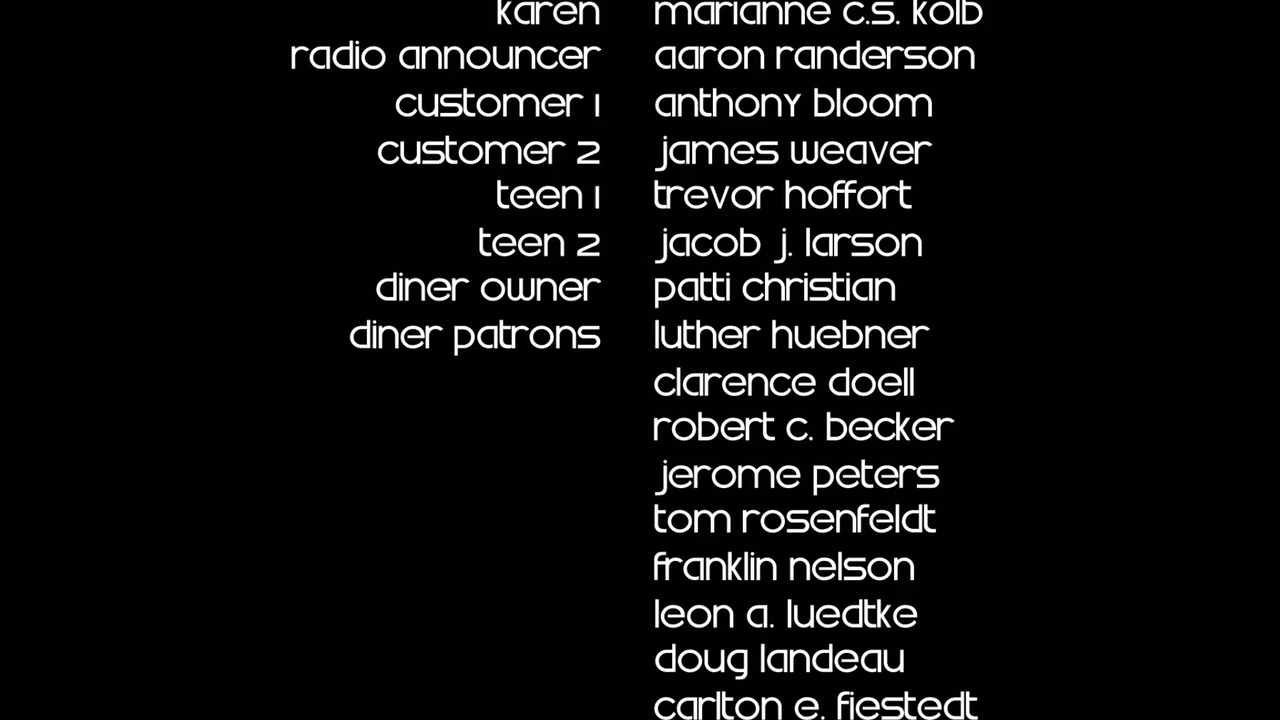 karen marianne c.s. kolb
radio announcer aaron randerson
customer 1 anthony bloom
customer 2 james weaver
teen 1 trevor hoffort
teen 2 jacob j. larson
diner owner patti christian
diner patrons luther huebner
clarence doell
robert c. becker
jerome peters
tom rosenfeldt
franklin nelson
leon a. luedtke
doug landeau
carlton e. fiestedt